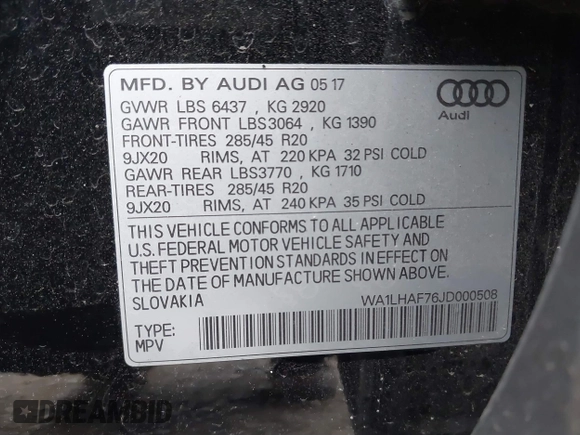 MFD. BY AUDI AG 05 17
GVWR LBS 6437 , KG 2920
GAWR FRONT LBS3064 , KG 1390
FRONT-TIRES 285/45 R20
9JX20 RIMS, AT 220 KPA 32 PSI COLD
GAWR REAR LBS3770 , KG 1710
REAR-TIRES 285/45 R20
9JX20 RIMS, AT 240 KPA 35 PSI COLD
Audi
THIS VEHICLE CONFORMS TO ALL APPLICABLE
U.S. FEDERAL MOTOR VEHICLE SAFETY AND
THEFT PREVENTION STANDARDS IN EFFECT ON
THE DATE OF MANUFACTURE SHOWN ABOVE.
SLOVAKIA WA1LHAF76JD000508
TYPE:
MPV
DREAMBID